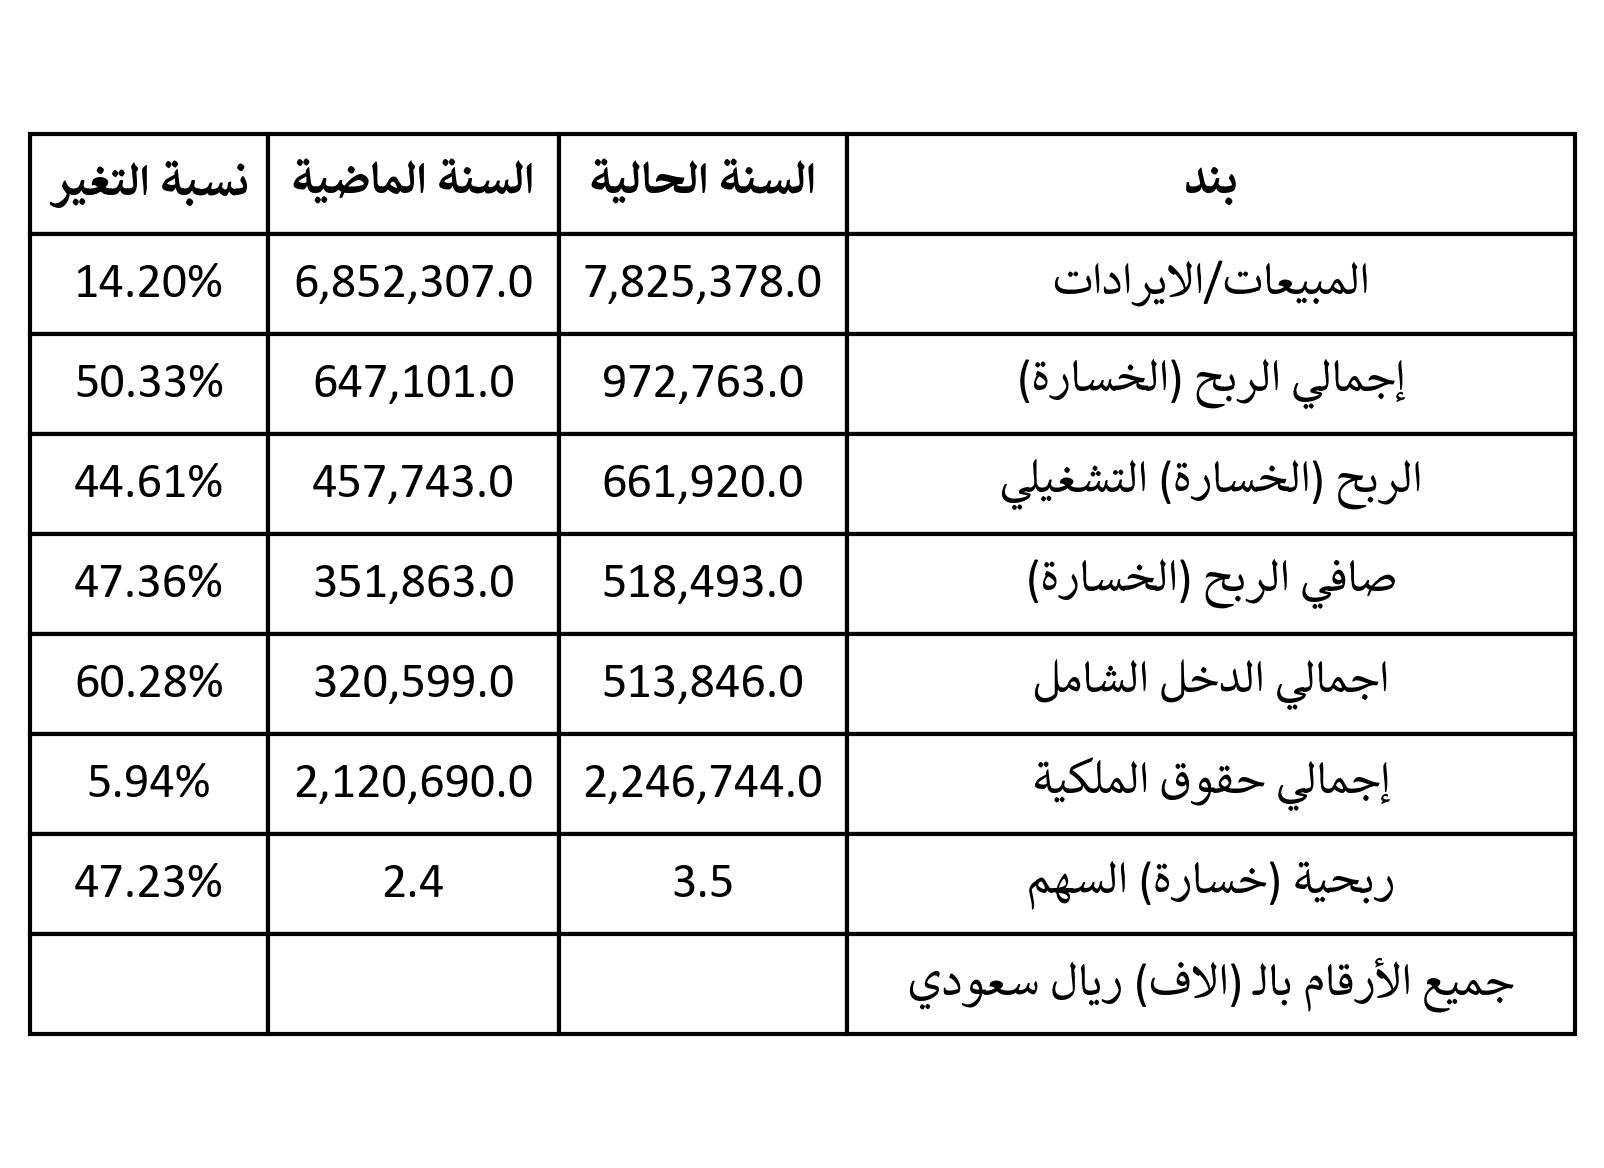 بند السنة الحالية السنة الماضية نسبة التغير
المبيعات/الايرادات 7,825,378.0 6,852,307.0 14.20%
إجمالي الربح (الخسارة) 972,763.0 647,101.0 50.33%
الربح (الخسارة) التشغيلي 661,920.0 457,743.0 44.61%
صافي الربح (الخسارة) 518,493.0 351,863.0 47.36%
اجمالي الدخل الشامل 513,846.0 320,599.0 60.28%
إجمالي حقوق الملكية 2,246,744.0 2,120,690.0 5.94%
ربحية (خسارة) السهم 3.5 2.4 47.23%
جميع الأرقام بالـ (الاف) ريال سعودي